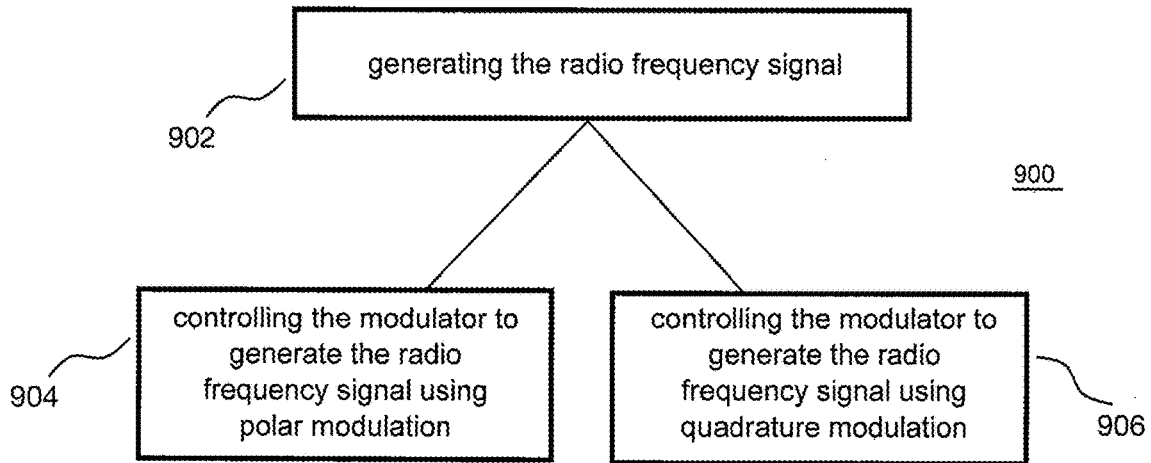 generating the radio frequency signal
902
900
controlling the modulator to
generate the radio
frequency signal using
polar modulation
904
controlling the modulator to
generate the radio
frequency signal using
quadrature modulation
906